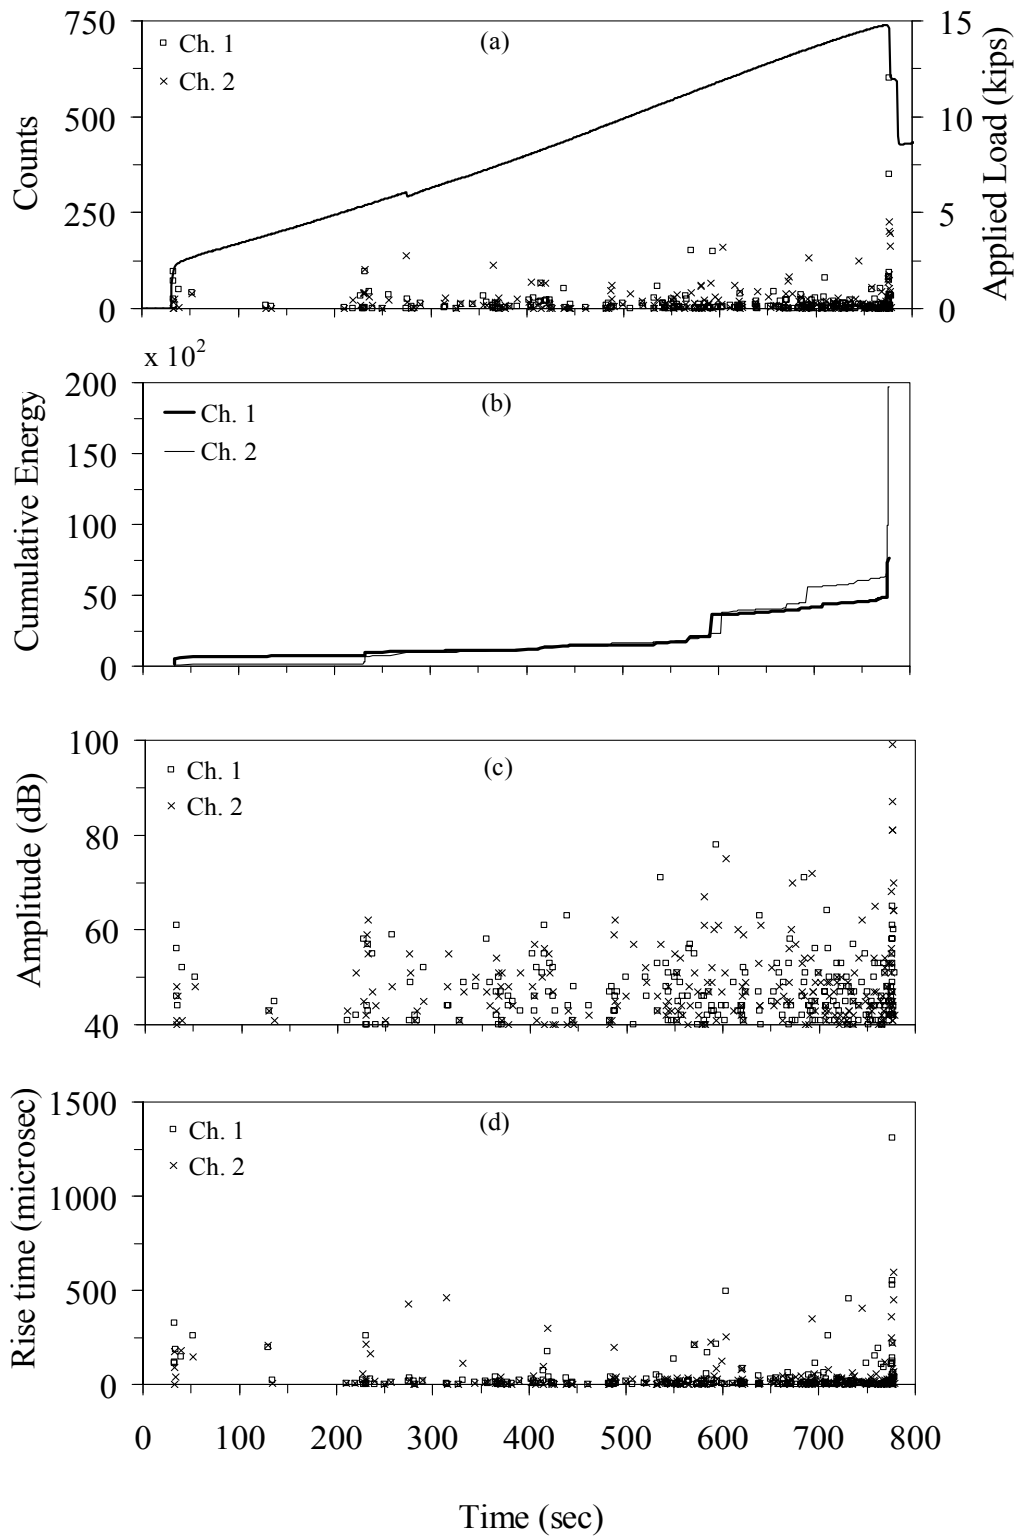 750
500
250
0
Counts
Ch. 1
Ch. 2
(a)
15
10
5
0
Applied Load (kips)
x 10²
200
150
100
50
0
Cumulative Energy
Ch. 1
Ch. 2
(b)
100
80
60
40
Amplitude (dB)
Ch. 1
Ch. 2
(c)
1500
1000
500
0
Rise time (microsec)
Ch. 1
Ch. 2
(d)
0 100 200 300 400 500 600 700 800
Time (sec)